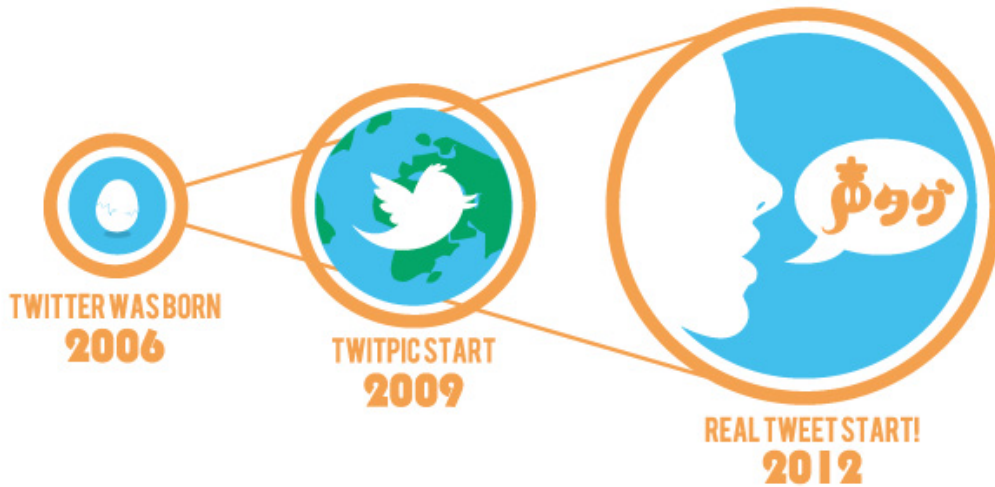 TWITTER WAS BORN
2006
TWITPIC START
2009
声タグ
REAL TWEET START!
2012